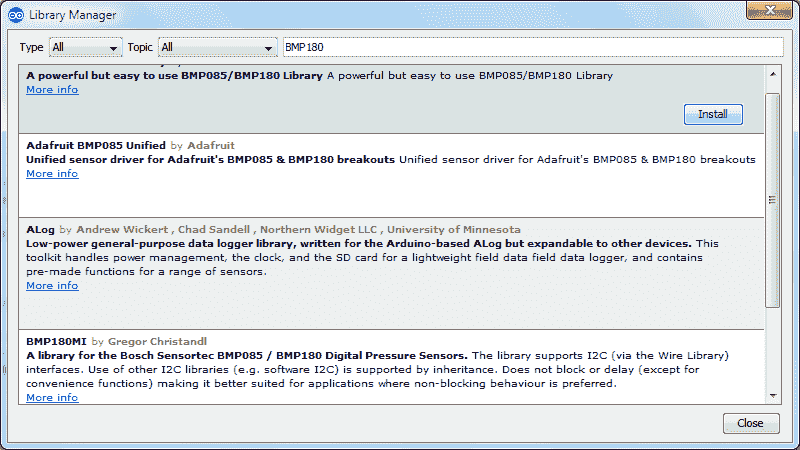 Library Manager
Type All Topic All BMP180
A powerful but easy to use BMP085/BMP180 Library A powerful but easy to use BMP085/BMP180 Library
More info
Install
Adafruit BMP085 Unified by Adafruit
Unified sensor driver for Adafruit's BMP085 & BMP180 breakouts Unified sensor driver for Adafruit's BMP085 & BMP180 breakouts
More info
ALog by Andrew Wickert , Chad Sandell , Northern Widget LLC , University of Minnesota
Low-power general-purpose data logger library, written for the Arduino-based ALog but expandable to other devices. This
toolkit handles power management, the clock, and the SD card for a lightweight field data field data logger, and contains
pre-made functions for a range of sensors.
More info
BMP180MI by Gregor Christandl
A library for the Bosch Sensortec BMP085 / BMP180 Digital Pressure Sensors. The library supports I2C (via the Wire Library)
interfaces. Use of other I2C libraries (e.g. software I2C) is supported by inheritance. Does not block or delay (except for
convenience functions) making it better suited for applications where non-blocking behaviour is preferred.
More info
Close